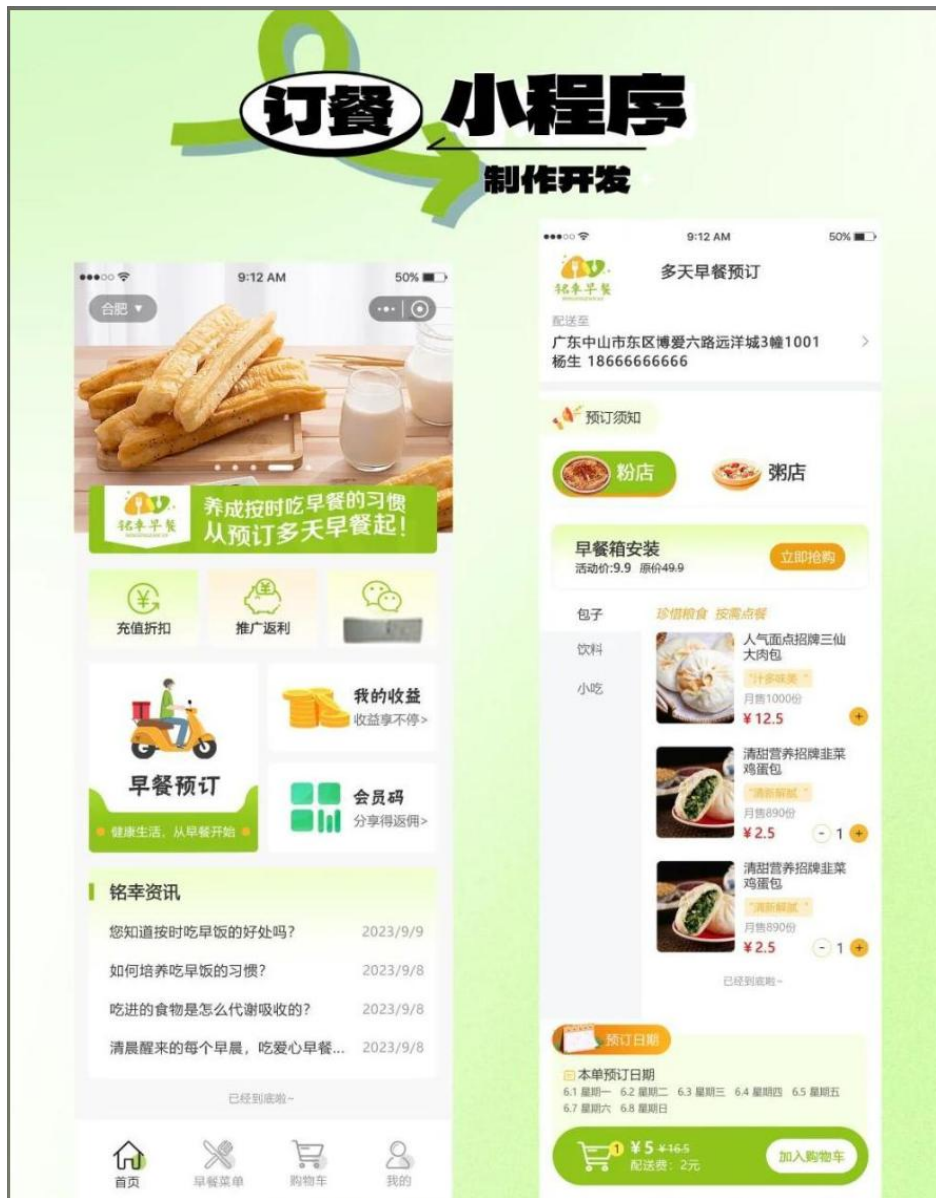 订餐
小程序
制作开发
9:12 AM
50%
合肥
铭幸早餐
养成按时吃早餐的习惯
从预订多天早餐起！
充值折扣
推广返利
早餐预订
健康生活，从早餐开始
我的收益
收益享不停>
会员码
分享得返佣>
铭幸资讯
您知道按时吃早饭的好处吗？
2023/9/9
如何培养吃早饭的习惯？
2023/9/8
吃进的食物是怎么代谢吸收的？
2023/9/8
清晨醒来的每个早晨，吃爱心早餐...
2023/9/8
已经到底啦~
首页
早餐菜单
购物车
我的
9:12 AM
50%
铭幸早餐
多天早餐预订
配送至
广东中山市东区博爱六路远洋城3幢1001
杨生 18666666666
预订须知
粉店
粥店
早餐箱安装
活动价:9.9 原价49.9
立即抢购
包子
饮料
小吃
珍惜粮食 按需点餐
人气面点招牌三仙
大肉包
"汁多味美 "
月售1000份
¥12.5
清甜营养招牌韭菜
鸡蛋包
"清新解腻 "
月售890份
¥2.5
1
清甜营养招牌韭菜
鸡蛋包
"清新解腻 "
月售890份
¥2.5
1
已经到底啦~
预订日期
本单预订日期
6.1 星期一 6.2 星期二 6.3 星期三 6.4 星期四 6.5 星期五
6.7 星期六 6.8 星期日
1
¥5 ¥16.5
配送费：2元
加入购物车